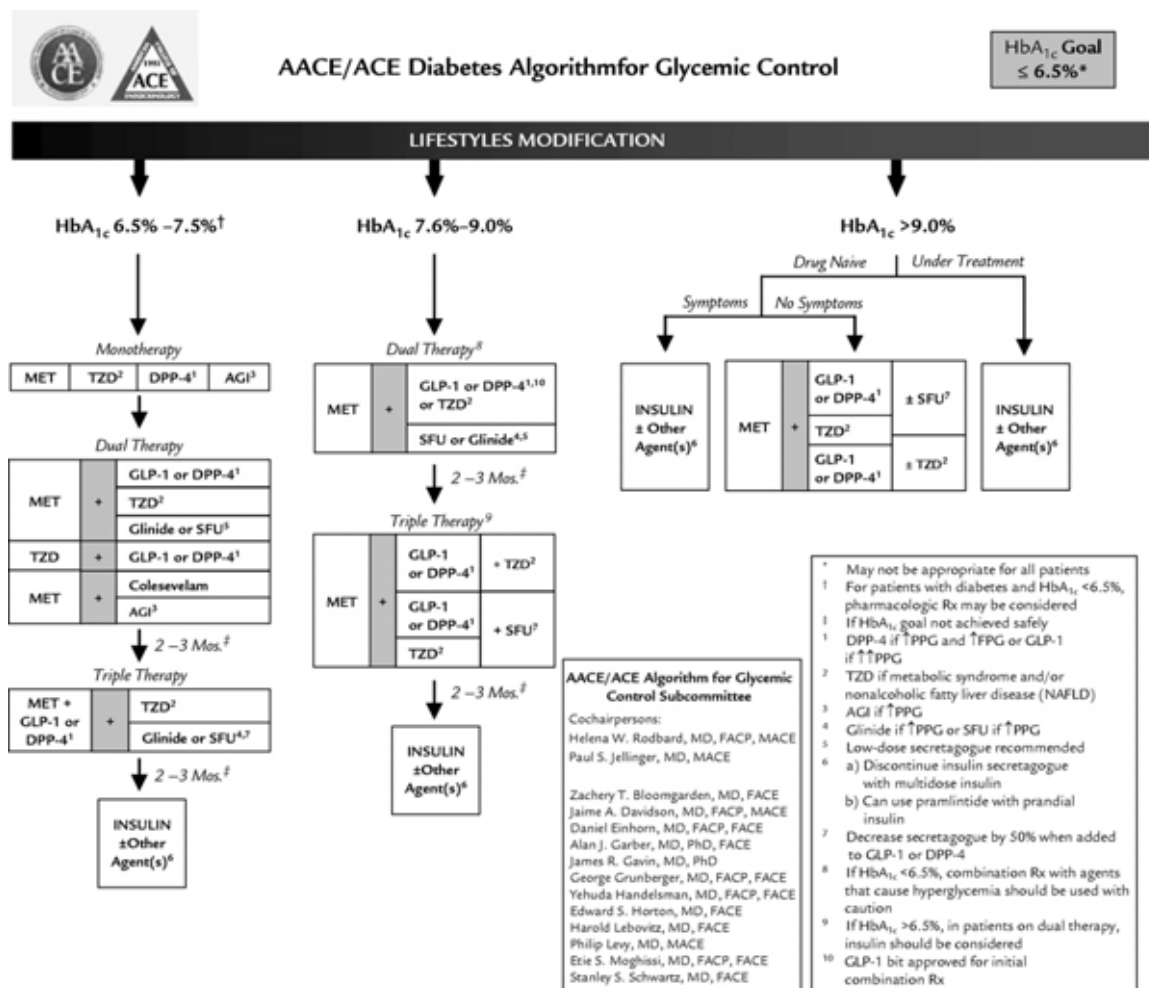 AACE
1993
ACE
ENDOCRINOLOGY
AACE/ACE Diabetes Algorithmfor Glycemic Control
HbA1c Goal
≤ 6.5%*
LIFESTYLES MODIFICATION
HbA1c 6.5% –7.5%†
Monotherapy
MET
TZD²
DPP-4¹
AGI³
Dual Therapy
MET
+
GLP-1 or DPP-4¹
TZD²
Glinide or SFU⁵
TZD
+
GLP-1 or DPP-4¹
MET
+
Colesevelam
AGI³
2 –3 Mos.‡
Triple Therapy
MET +
GLP-1 or
DPP-4¹
+
TZD²
Glinide or SFU⁴,⁷
2 –3 Mos.‡
INSULIN
±Other
Agent(s)⁶
HbA1c 7.6%–9.0%
Dual Therapy⁸
MET
+
GLP-1 or DPP-4¹,¹⁰
or TZD²
SFU or Glinide⁴,⁵
2 –3 Mos.‡
Triple Therapy⁹
MET
+
GLP-1
or DPP-4¹
+ TZD²
GLP-1
or DPP-4¹
TZD²
+ SFU⁷
2 –3 Mos.‡
INSULIN
±Other
Agent(s)⁶
HbA1c >9.0%
Drug Naive
Under Treatment
Symptoms
No Symptoms
INSULIN
± Other
Agent(s)⁶
MET
+
GLP-1
or DPP-4¹
TZD²
GLP-1
or DPP-4¹
± SFU⁷
± TZD²
INSULIN
± Other
Agent(s)⁶
AACE/ACE Algorithm for Glycemic
Control Subcommittee
Cochairpersons:
Helena W. Rodbard, MD, FACP, MACE
Paul S. Jellinger, MD, MACE
Zachery T. Bloomgarden, MD, FACE
Jaime A. Davidson, MD, FACP, MACE
Daniel Einhorn, MD, FACP, FACE
Alan J. Garber, MD, PhD, FACE
James R. Gavin, MD, PhD
George Grunberger, MD, FACP, FACE
Yehuda Handelsman, MD, FACP, FACE
Edward S. Horton, MD, FACE
Harold Lebovitz, MD, FACE
Philip Levy, MD, MACE
Etie S. Moghissi, MD, FACP, FACE
Stanley S. Schwartz, MD, FACE
* May not be appropriate for all patients
† For patients with diabetes and HbA1c <6.5%,
pharmacologic Rx may be considered
‡ If HbA1c goal not achieved safely
¹ DPP-4 if ↑PPG and ↑FPG or GLP-1
if ↑↑PPG
² TZD if metabolic syndrome and/or
nonalcoholic fatty liver disease (NAFLD)
³ AGI if ↑PPG
⁴ Glinide if ↑PPG or SFU if ↑PPG
⁵ Low-dose secretagogue recommended
⁶ a) Discontinue insulin secretagogue
with multidose insulin
b) Can use pramlintide with prandial
insulin
⁷ Decrease secretagogue by 50% when added
to GLP-1 or DPP-4
⁸ If HbA1c <6.5%, combination Rx with agents
that cause hyperglycemia should be used with
caution
⁹ If HbA1c >6.5%, in patients on dual therapy,
insulin should be considered
¹⁰ GLP-1 bit approved for initial
combination Rx